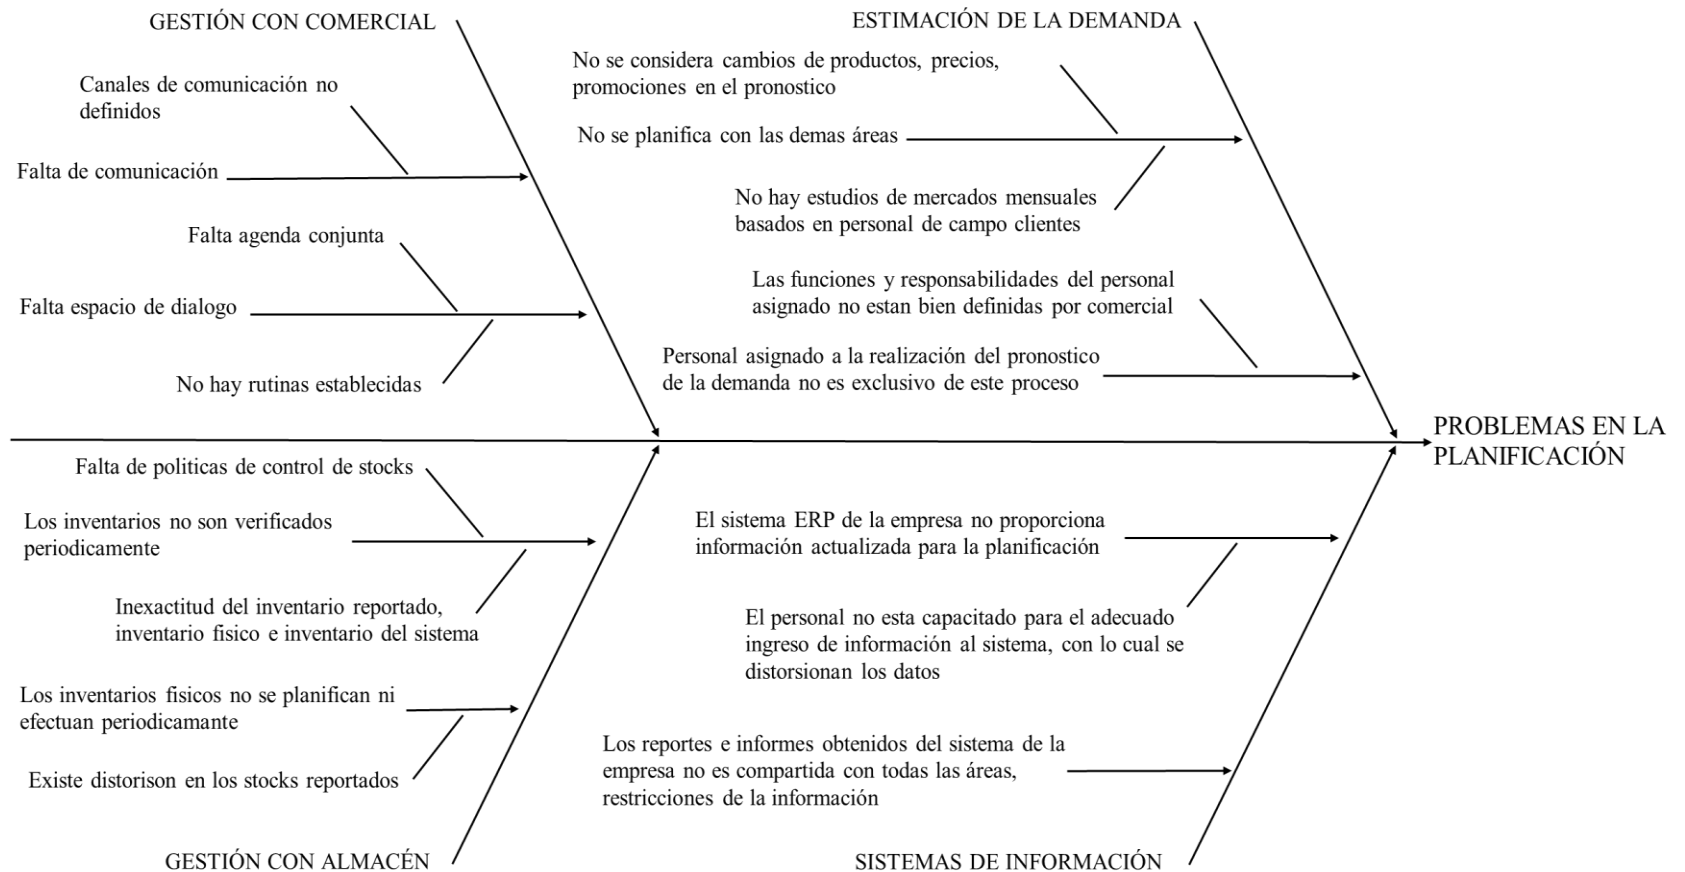 GESTIÓN CON COMERCIAL
Canales de comunicación no
definidos
Falta de comunicación
Falta agenda conjunta
Falta espacio de dialogo
No hay rutinas establecidas
ESTIMACIÓN DE LA DEMANDA
No se considera cambios de productos, precios,
promociones en el pronostico
No se planifica con las demas áreas
No hay estudios de mercados mensuales
basados en personal de campo clientes
Las funciones y responsabilidades del personal
asignado no estan bien definidas por comercial
Personal asignado a la realización del pronostico
de la demanda no es exclusivo de este proceso
PROBLEMAS EN LA
PLANIFICACIÓN
Falta de politicas de control de stocks
Los inventarios no son verificados
periodicamente
Inexactitud del inventario reportado,
inventario fisico e inventario del sistema
Los inventarios fisicos no se planifican ni
efectuan periodicamante
Existe distorison en los stocks reportados
GESTIÓN CON ALMACÉN
El sistema ERP de la empresa no proporciona
información actualizada para la planificación
El personal no esta capacitado para el adecuado
ingreso de información al sistema, con lo cual se
distorsionan los datos
Los reportes e informes obtenidos del sistema de la
empresa no es compartida con todas las áreas,
restricciones de la información
SISTEMAS DE INFORMACIÓN